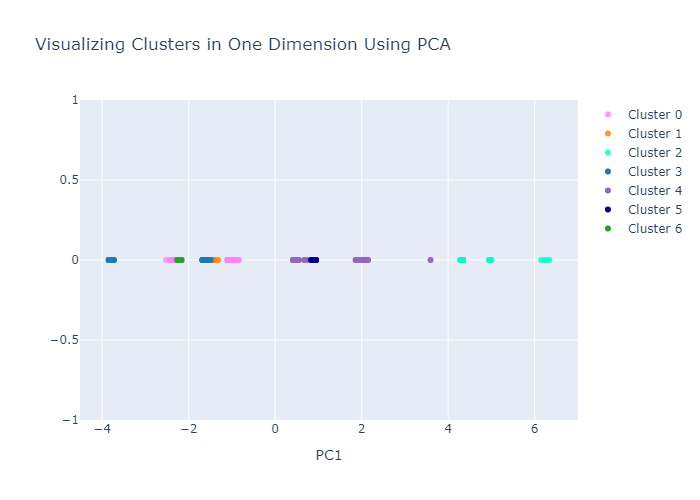 Visualizing Clusters in One Dimension Using PCA
1
0.5
0
−0.5
−1
−4
−2
0
2
4
6
PC1
Cluster 0
Cluster 1
Cluster 2
Cluster 3
Cluster 4
Cluster 5
Cluster 6